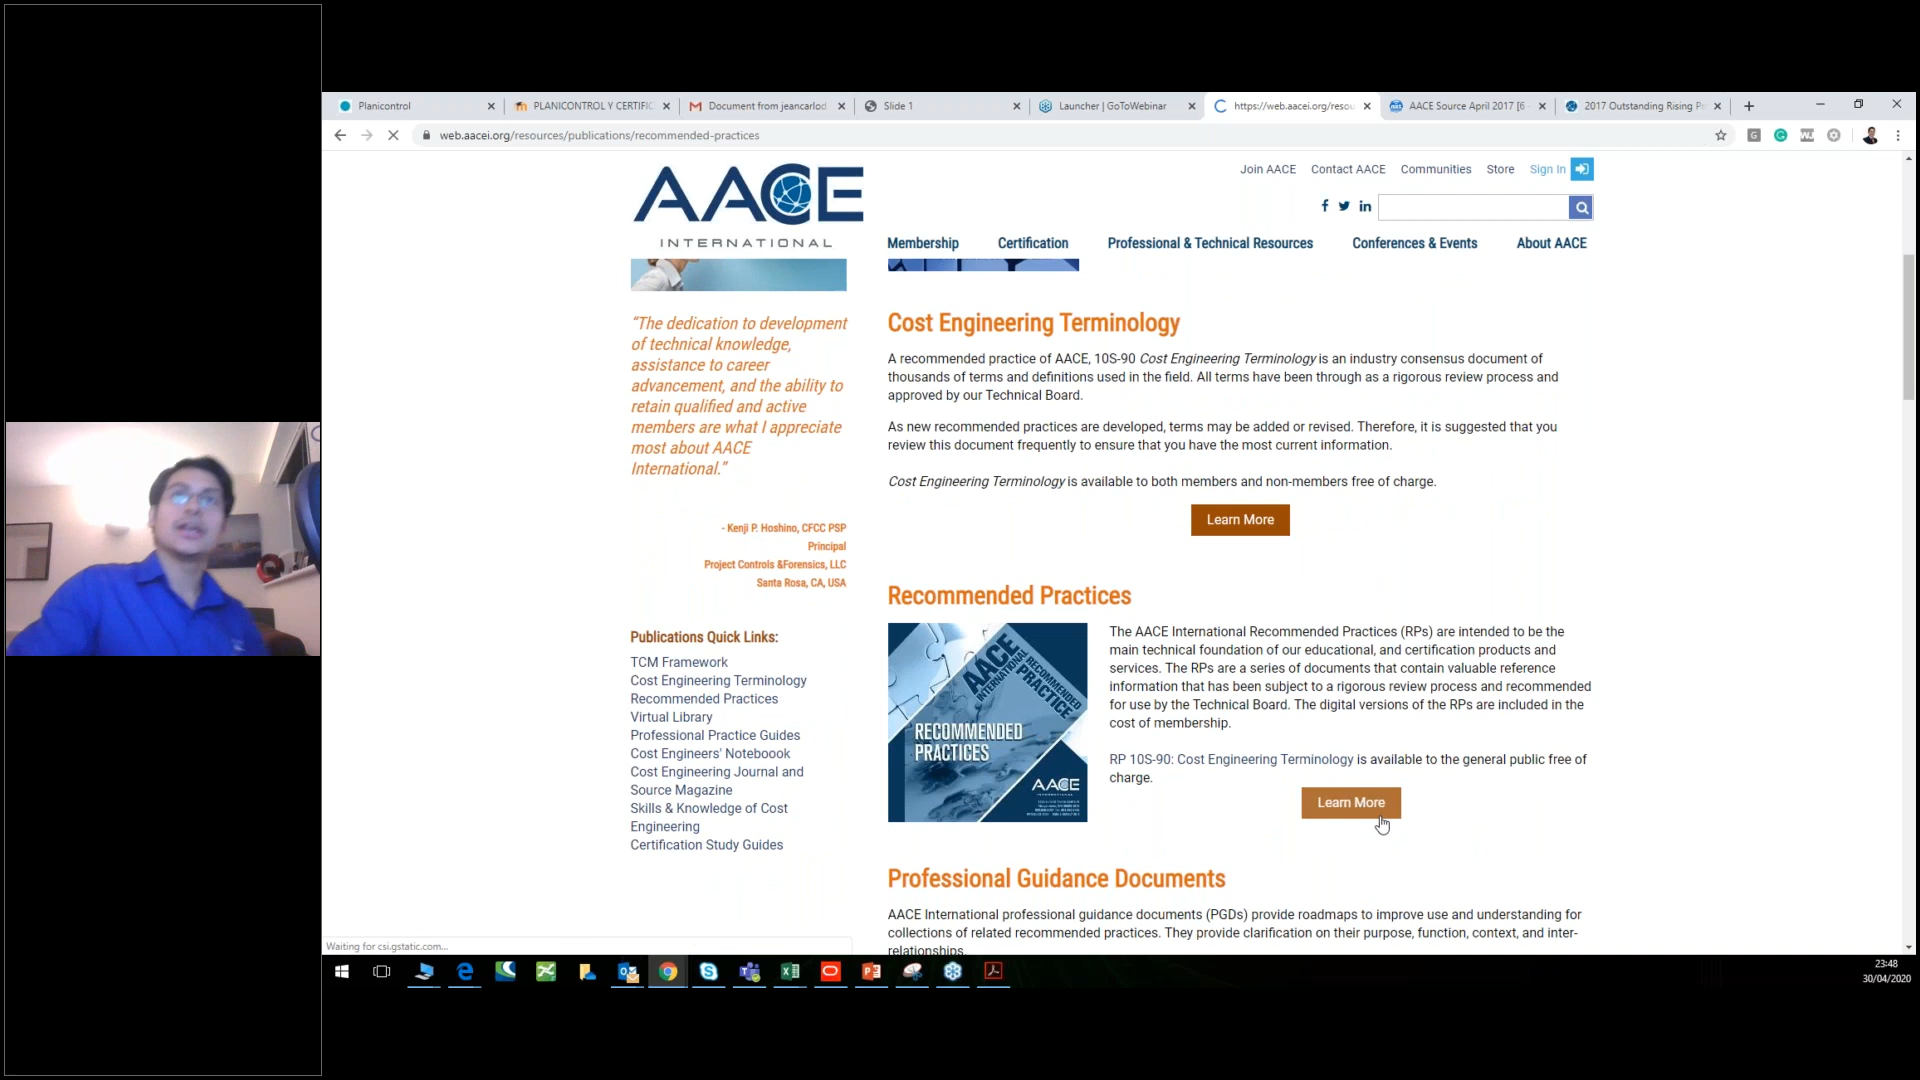 Planicontrol
PLANICONTROL Y CERTIFIC
Document from jeancarlod
Slide 1
Launcher | GoToWebinar
https://web.aacei.org/resou
AACE Source April 2017 [6 -
2017 Outstanding Rising Pr
web.aacei.org/resources/publications/recommended-practices
AACE
INTERNATIONAL
Join AACE
Contact AACE
Communities
Store
Sign In
Membership
Certification
Professional & Technical Resources
Conferences & Events
About AACE
“The dedication to development
of technical knowledge,
assistance to career
advancement, and the ability to
retain qualified and active
members are what I appreciate
most about AACE
International.”
- Kenji P. Hoshino, CFCC PSP
Principal
Project Controls &Forensics, LLC
Santa Rosa, CA, USA
Publications Quick Links:
TCM Framework
Cost Engineering Terminology
Recommended Practices
Virtual Library
Professional Practice Guides
Cost Engineers' Noteboook
Cost Engineering Journal and
Source Magazine
Skills & Knowledge of Cost
Engineering
Certification Study Guides
Cost Engineering Terminology
A recommended practice of AACE, 10S-90 Cost Engineering Terminology is an industry consensus document of
thousands of terms and definitions used in the field. All terms have been through as a rigorous review process and
approved by our Technical Board.
As new recommended practices are developed, terms may be added or revised. Therefore, it is suggested that you
review this document frequently to ensure that you have the most current information.
Cost Engineering Terminology is available to both members and non-members free of charge.
Learn More
Recommended Practices
AACE INTERNATIONAL RECOMMENDED PRACTICE
RECOMMENDED
PRACTICES
AACE
INTERNATIONAL
The AACE International Recommended Practices (RPs) are intended to be the
main technical foundation of our educational, and certification products and
services. The RPs are a series of documents that contain valuable reference
information that has been subject to a rigorous review process and recommended
for use by the Technical Board. The digital versions of the RPs are included in the
cost of membership.
RP 10S-90: Cost Engineering Terminology is available to the general public free of
charge.
Learn More
Professional Guidance Documents
AACE International professional guidance documents (PGDs) provide roadmaps to improve use and understanding for
collections of related recommended practices. They provide clarification on their purpose, function, context, and inter-
relationships.
Waiting for csi.gstatic.com...
23:48
30/04/2020